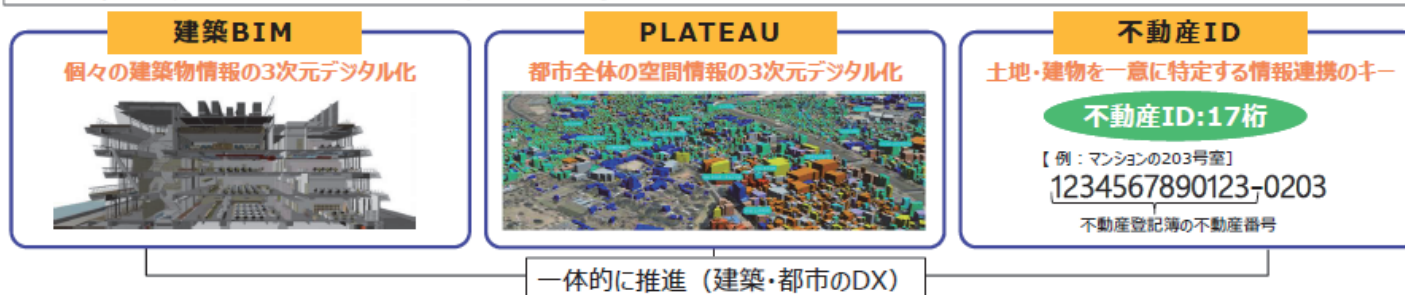 建築BIM
個々の建築物情報の3次元デジタル化
PLATEAU
都市全体の空間情報の3次元デジタル化
不動産ID
土地・建物を一意に特定する情報連携のキー
不動産ID:17桁
【 例：マンションの203号室】
1234567890123-0203
不動産登記簿の不動産番号
一体的に推進（建築・都市のDX）